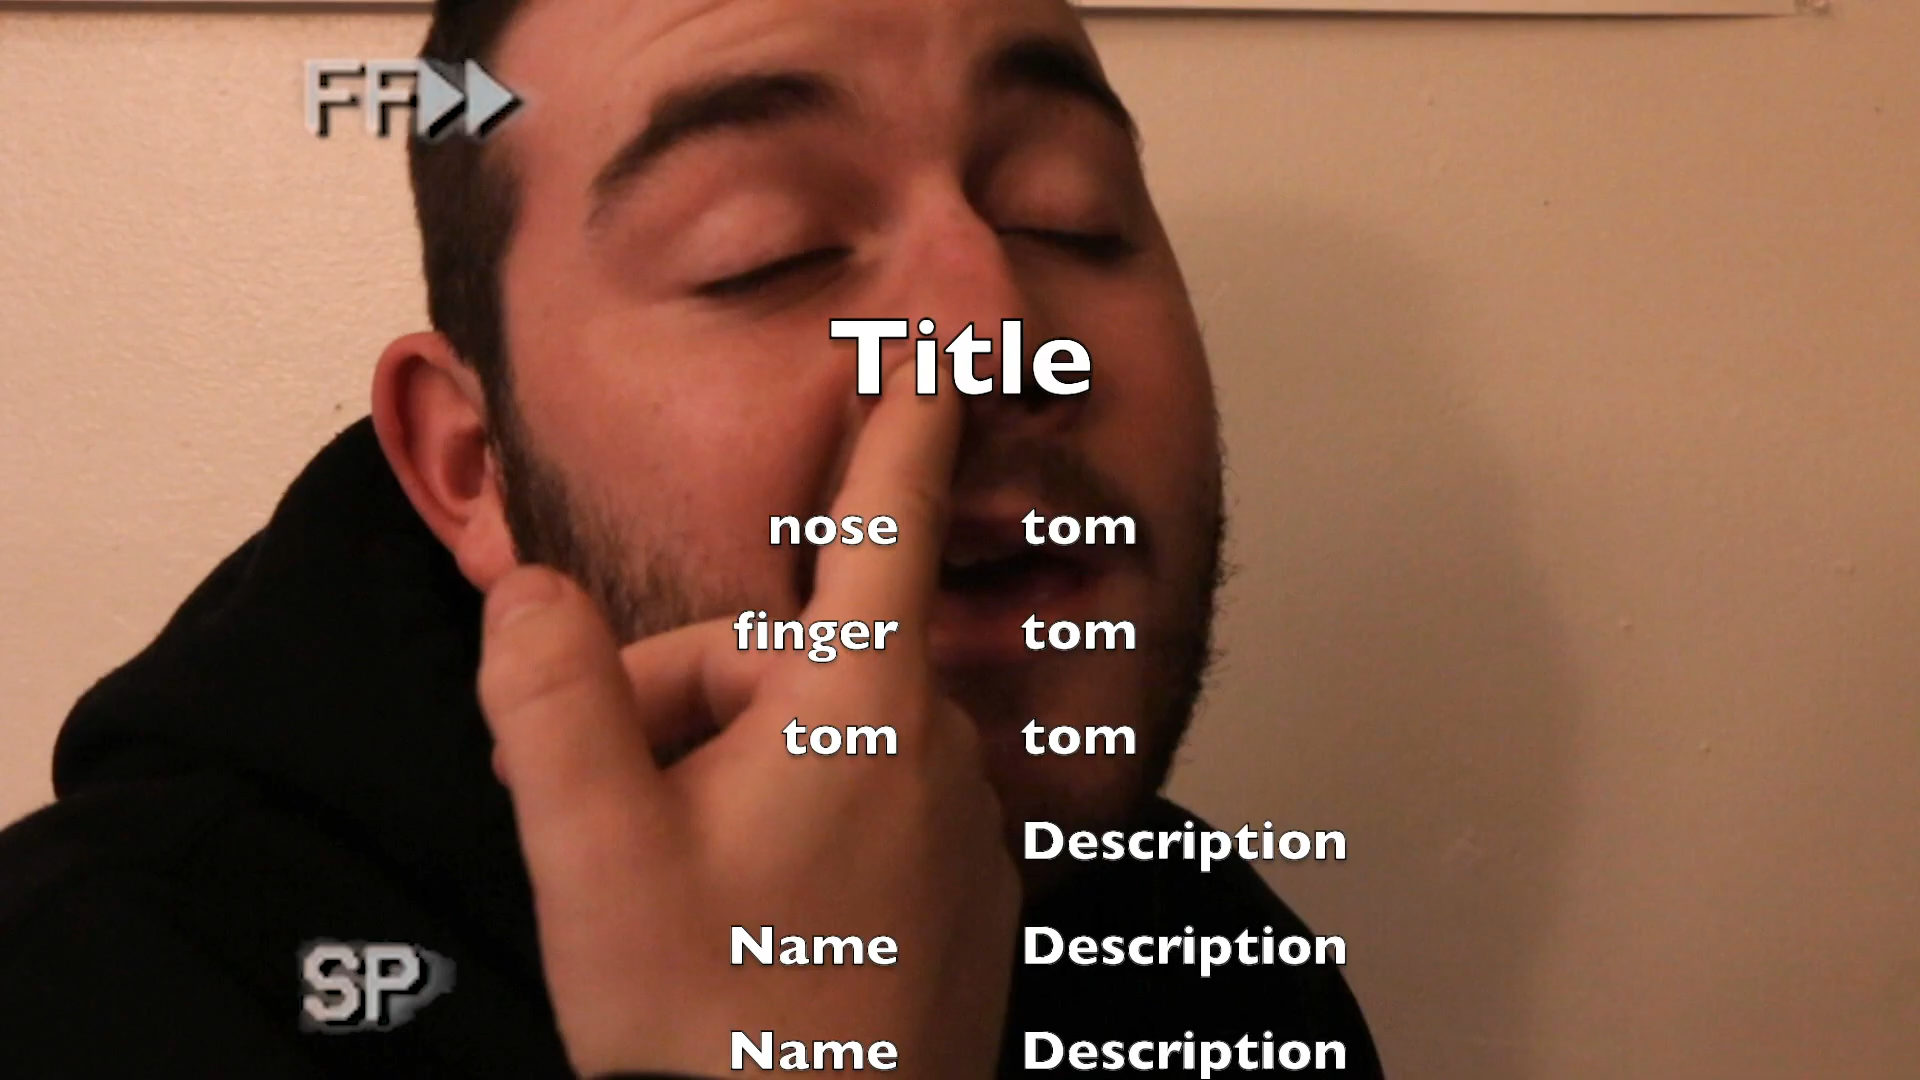 FF
Title
nose tom
finger tom
tom tom
Description
Name Description
SP
Name Description